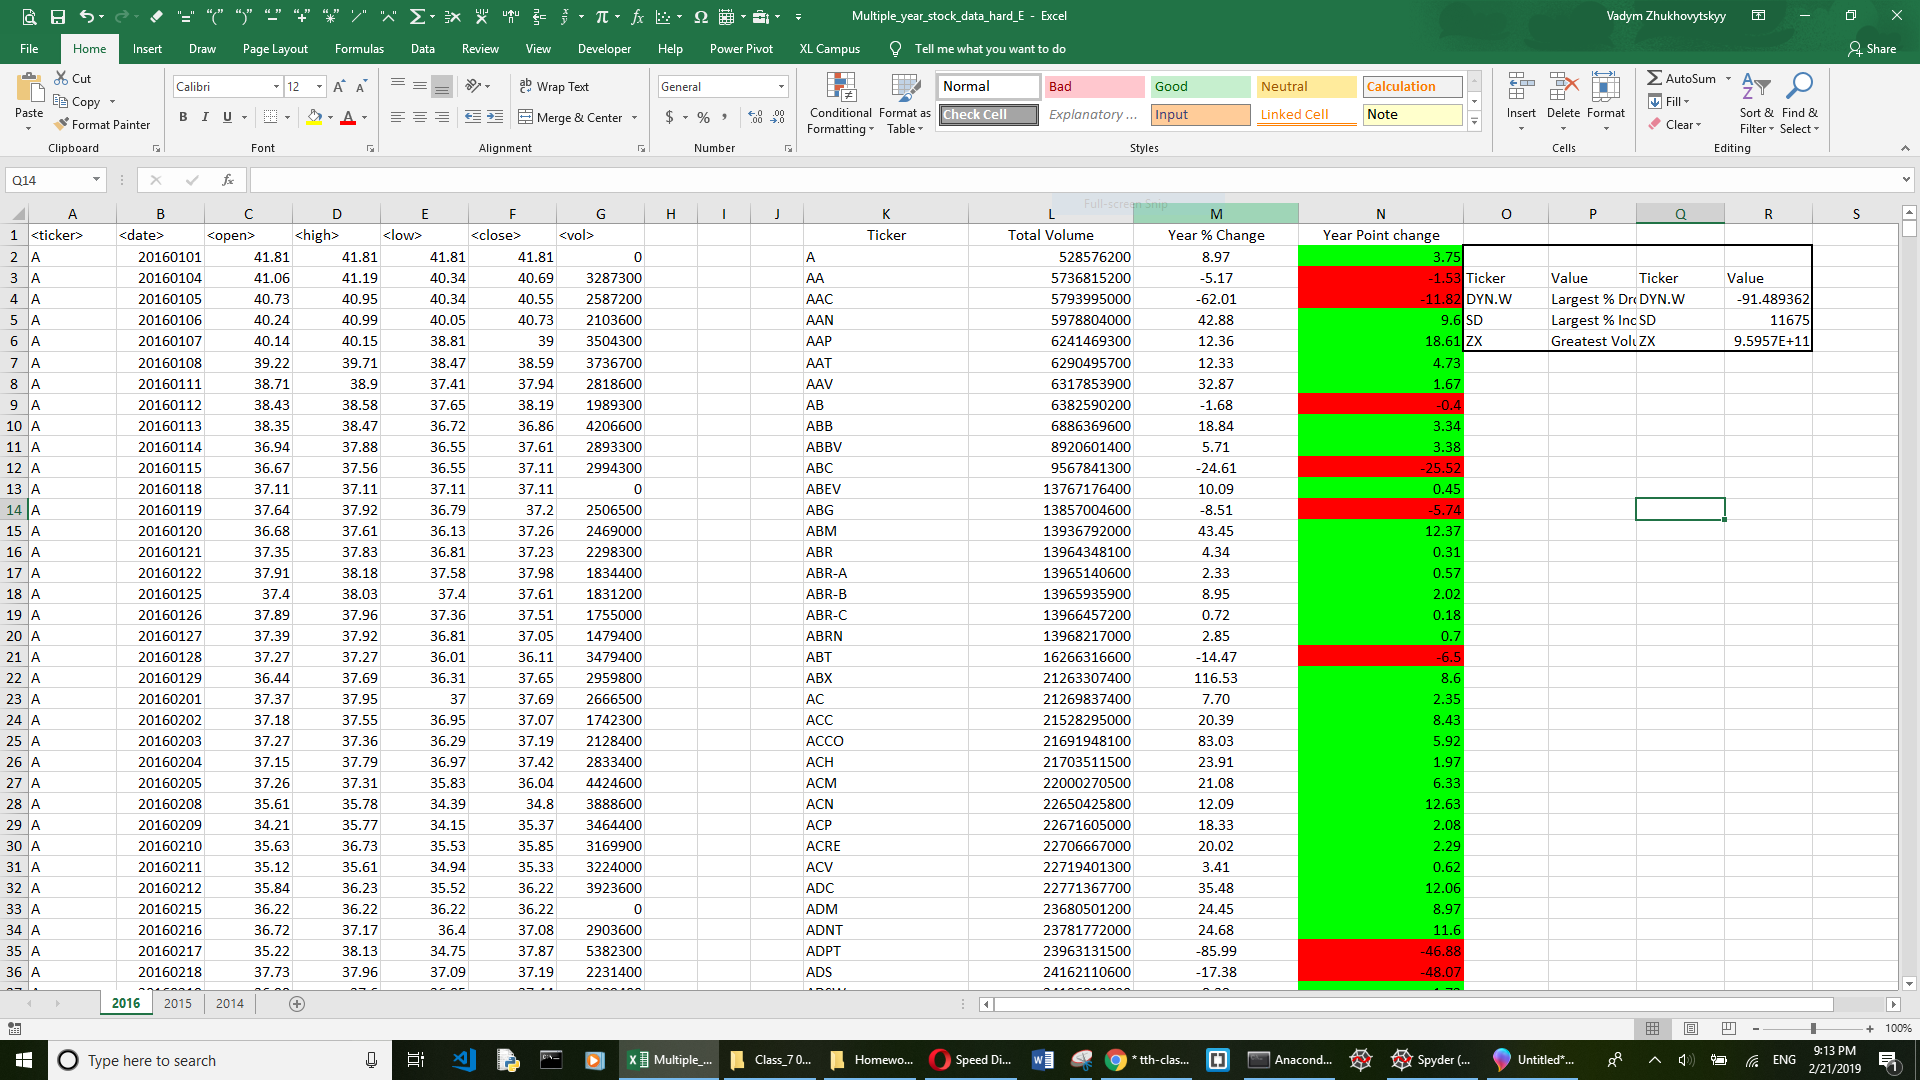 Multiple_year_stock_data_hard_E - Excel
Vadym Zhukhovytskyy
File Home Insert Draw Page Layout Formulas Data Review View Developer Help Power Pivot XL Campus Tell me what you want to do Share
Paste Cut Copy Format Painter Clipboard
Calibri 12 B I U Font
Wrap Text Merge & Center Alignment
General $ % , Number
Conditional Formatting Format as Table
Normal Bad Good Neutral Calculation
Check Cell Explanatory ... Input Linked Cell Note
Styles
Insert Delete Format Cells
AutoSum Fill Clear Sort & Filter Find & Select Editing
Q14 fx
Full-screen Snip
A B C D E F G H I J K L M N O P Q R S
1 <ticker> <date> <open> <high> <low> <close> <vol> Ticker Total Volume Year % Change Year Point change
2 A 20160101 41.81 41.81 41.81 41.81 0 A 528576200 8.97 3.75
3 A 20160104 41.06 41.19 40.34 40.69 3287300 AA 5736815200 -5.17 -1.53 Ticker Value Ticker Value
4 A 20160105 40.73 40.95 40.34 40.55 2587200 AAC 5793995000 -62.01 -11.82 DYN.W Largest % Dro DYN.W -91.489362
5 A 20160106 40.24 40.99 40.05 40.73 2103600 AAN 5978804000 42.88 9.6 SD Largest % Inc SD 11675
6 A 20160107 40.14 40.15 38.81 39 3504300 AAP 6241469300 12.36 18.61 ZX Greatest Volu ZX 9.5957E+11
7 A 20160108 39.22 39.71 38.47 38.59 3736700 AAT 6290495700 12.33 4.73
8 A 20160111 38.71 38.9 37.41 37.94 2818600 AAV 6317853900 32.87 1.67
9 A 20160112 38.43 38.58 37.65 38.19 1989300 AB 6382590200 -1.68 -0.4
10 A 20160113 38.35 38.47 36.72 36.86 4206600 ABB 6886369600 18.84 3.34
11 A 20160114 36.94 37.88 36.55 37.61 2893300 ABBV 8920601400 5.71 3.38
12 A 20160115 36.67 37.56 36.55 37.11 2994300 ABC 9567841300 -24.61 -25.52
13 A 20160118 37.11 37.11 37.11 37.11 0 ABEV 13767176400 10.09 0.45
14 A 20160119 37.64 37.92 36.79 37.2 2506500 ABG 13857004600 -8.51 -5.74
15 A 20160120 36.68 37.61 36.13 37.26 2469000 ABM 13936792000 43.45 12.37
16 A 20160121 37.35 37.83 36.81 37.23 2298300 ABR 13964348100 4.34 0.31
17 A 20160122 37.91 38.18 37.58 37.98 1834400 ABR-A 13965140600 2.33 0.57
18 A 20160125 37.4 38.03 37.4 37.61 1831200 ABR-B 13965935900 8.95 2.02
19 A 20160126 37.89 37.96 37.36 37.51 1755000 ABR-C 13966457200 0.72 0.18
20 A 20160127 37.39 37.92 36.81 37.05 1479400 ABRN 13968217000 2.85 0.7
21 A 20160128 37.27 37.27 36.01 36.11 3479400 ABT 16266316600 -14.47 -6.5
22 A 20160129 36.44 37.69 36.31 37.65 2959800 ABX 21263307400 116.53 8.6
23 A 20160201 37.37 37.95 37 37.69 2666500 AC 21269837400 7.70 2.35
24 A 20160202 37.18 37.55 36.95 37.07 1742300 ACC 21528295000 20.39 8.43
25 A 20160203 37.27 37.36 36.29 37.19 2128400 ACCO 21691948100 83.03 5.92
26 A 20160204 37.15 37.79 36.97 37.42 2833400 ACH 21703511500 23.91 1.97
27 A 20160205 37.26 37.31 35.83 36.04 4424600 ACM 22000270500 21.08 6.33
28 A 20160208 35.61 35.78 34.39 34.8 3888600 ACN 22650425800 12.09 12.63
29 A 20160209 34.21 35.77 34.15 35.37 3464400 ACP 22671605000 18.33 2.08
30 A 20160210 35.63 36.73 35.53 35.85 3169900 ACRE 22706667000 20.02 2.29
31 A 20160211 35.12 35.61 34.94 35.33 3224000 ACV 22719401300 3.41 0.62
32 A 20160212 35.84 36.23 35.52 36.22 3923600 ADC 22771367700 35.48 12.06
33 A 20160215 36.22 36.22 36.22 36.22 0 ADM 23680501200 24.45 8.97
34 A 20160216 36.72 37.17 36.4 37.08 2903600 ADNT 23781772000 24.68 11.6
35 A 20160217 35.22 38.13 34.75 37.87 5382300 ADPT 23963131500 -85.99 -46.88
36 A 20160218 37.73 37.96 37.09 37.19 2231400 ADS 24162110600 -17.38 -48.07
2016 2015 2014
100%
Type here to search Multiple_... Class_7 0... Homewo... Speed Di... * tth-clas... Anacond... Spyder (... Untitled*... ENG 9:13 PM
2/21/2019